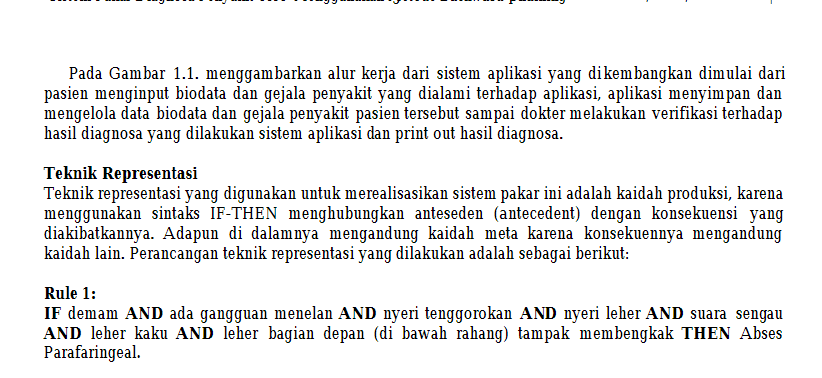 Pada Gambar 1.1. menggambarkan alur kerja dari sistem aplikasi yang dikembangkan dimulai dari
pasien menginput biodata dan gejala penyakit yang dialami terhadap aplikasi, aplikasi menyimpan dan
mengelola data biodata dan gejala penyakit pasien tersebut sampai dokter melakukan verifikasi terhadap
hasil diagnosa yang dilakukan sistem aplikasi dan print out hasil diagnosa.
Teknik Representasi
Teknik representasi yang digunakan untuk merealisasikan sistem pakar ini adalah kaidah produksi, karena
menggunakan sintaks IF-THEN menghubungkan anteseden (antecedent) dengan konsekuensi yang
diakibatkannya. Adapun di dalamnya mengandung kaidah meta karena konsekuennya mengandung
kaidah lain. Perancangan teknik representasi yang dilakukan adalah sebagai berikut:
Rule 1:
IF demam AND ada gangguan menelan AND nyeri tenggorokan AND nyeri leher AND suara sengau
AND leher kaku AND leher bagian depan (di bawah rahang) tampak membengkak THEN Abses
Parafaringeal.